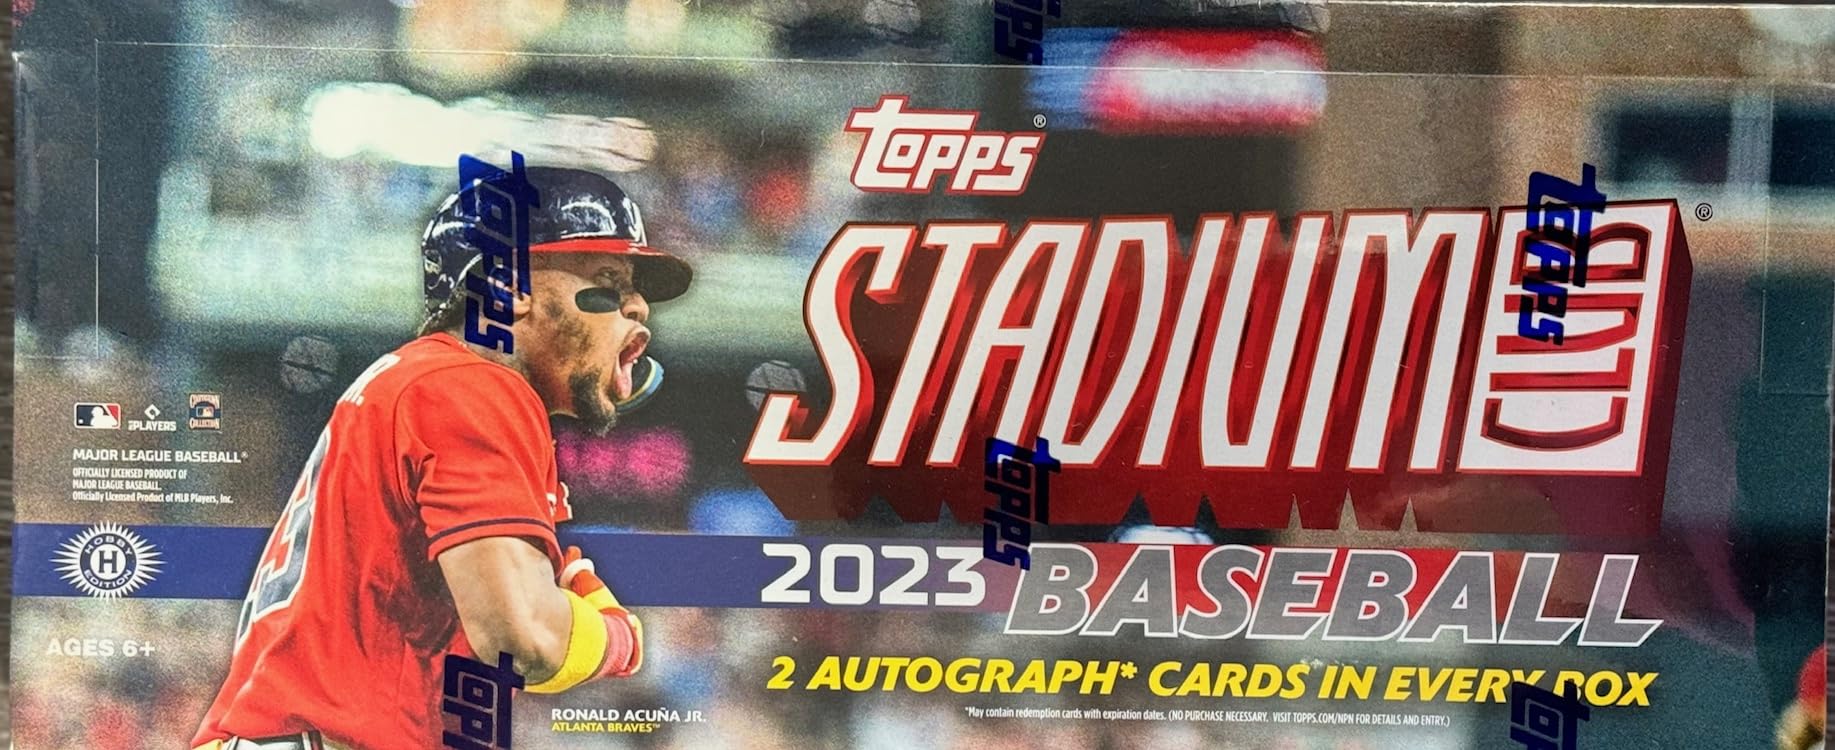 TOPPS®
STADIUM CLUB®
2023 BASEBALL
2 AUTOGRAPH* CARDS IN EVERY BOX
*May contain redemption cards with expiration dates. (NO PURCHASE NECESSARY. VISIT TOPPS.COM/NPN FOR DETAILS AND ENTRY.)
PLAYERS
COLLECTION
MAJOR LEAGUE BASEBALL®
OFFICIALLY LICENSED PRODUCT OF
MAJOR LEAGUE BASEBALL.
Officially Licensed Product of MLB Players, Inc.
HOBBY
H
EDITION
AGES 6+
RONALD ACUÑA JR.
ATLANTA BRAVES™
R.
TOPPS
TOPPS
TOPPS